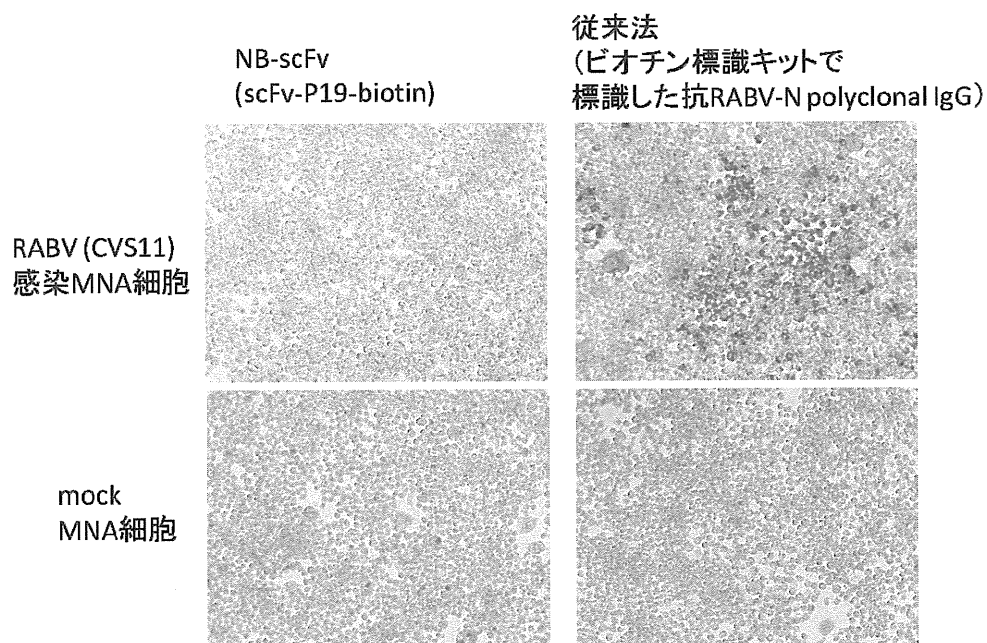 NB-scFv
(scFv-P19-biotin)
従来法
(ビオチン標識キットで
標識した抗RABV-N polyclonal IgG)
RABV (CVS11)
感染MNA細胞
mock
MNA細胞